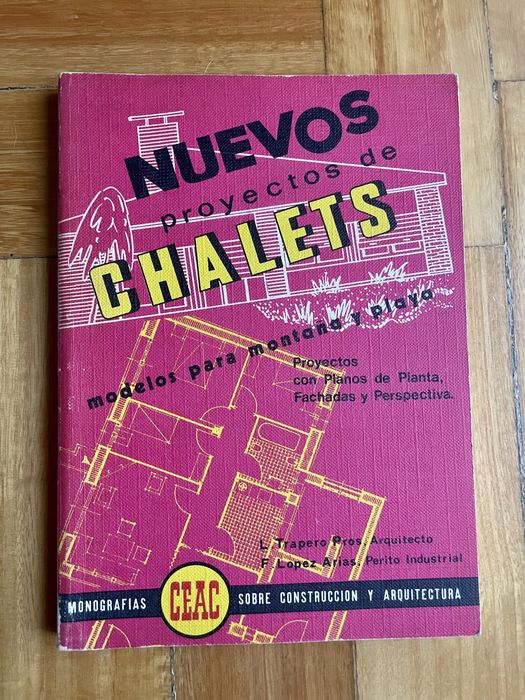 NUEVOS
proyectos de
CHALETS
modelos para montaña y playa
Proyectos
con Planos de Planta,
Fachadas y Perspectiva.
L. Trapero Pros. Arquitecto
F. Lopez Arias. Perito Industrial
MONOGRAFIAS CEAC SOBRE CONSTRUCCION Y ARQUITECTURA